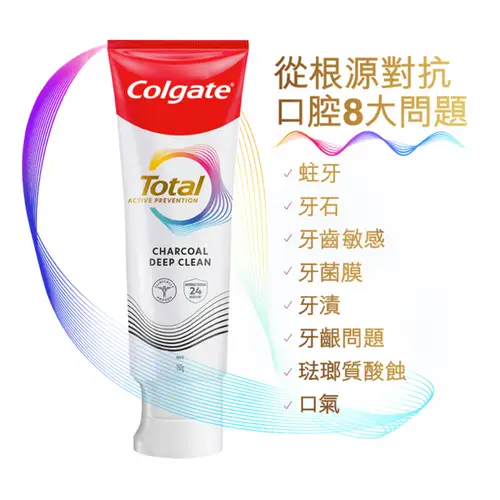 Colgate®
Total
ACTIVE PREVENTION
CHARCOAL
DEEP CLEAN
ANTIBACTERIAL
24
從根源對抗
口腔8大問題
蛀牙
牙石
牙齒敏感
牙菌膜
牙漬
牙齦問題
琺瑯質酸蝕
口氣